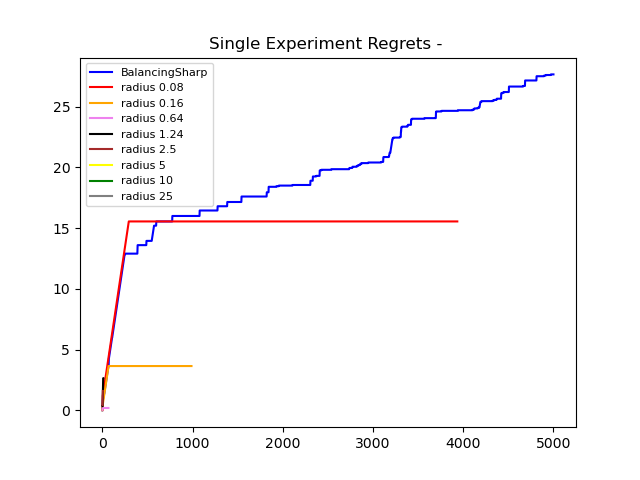 Single Experiment Regrets -
BalancingSharp
radius 0.08
radius 0.16
radius 0.64
radius 1.24
radius 2.5
radius 5
radius 10
radius 25
25
20
15
10
5
0
0 1000 2000 3000 4000 5000